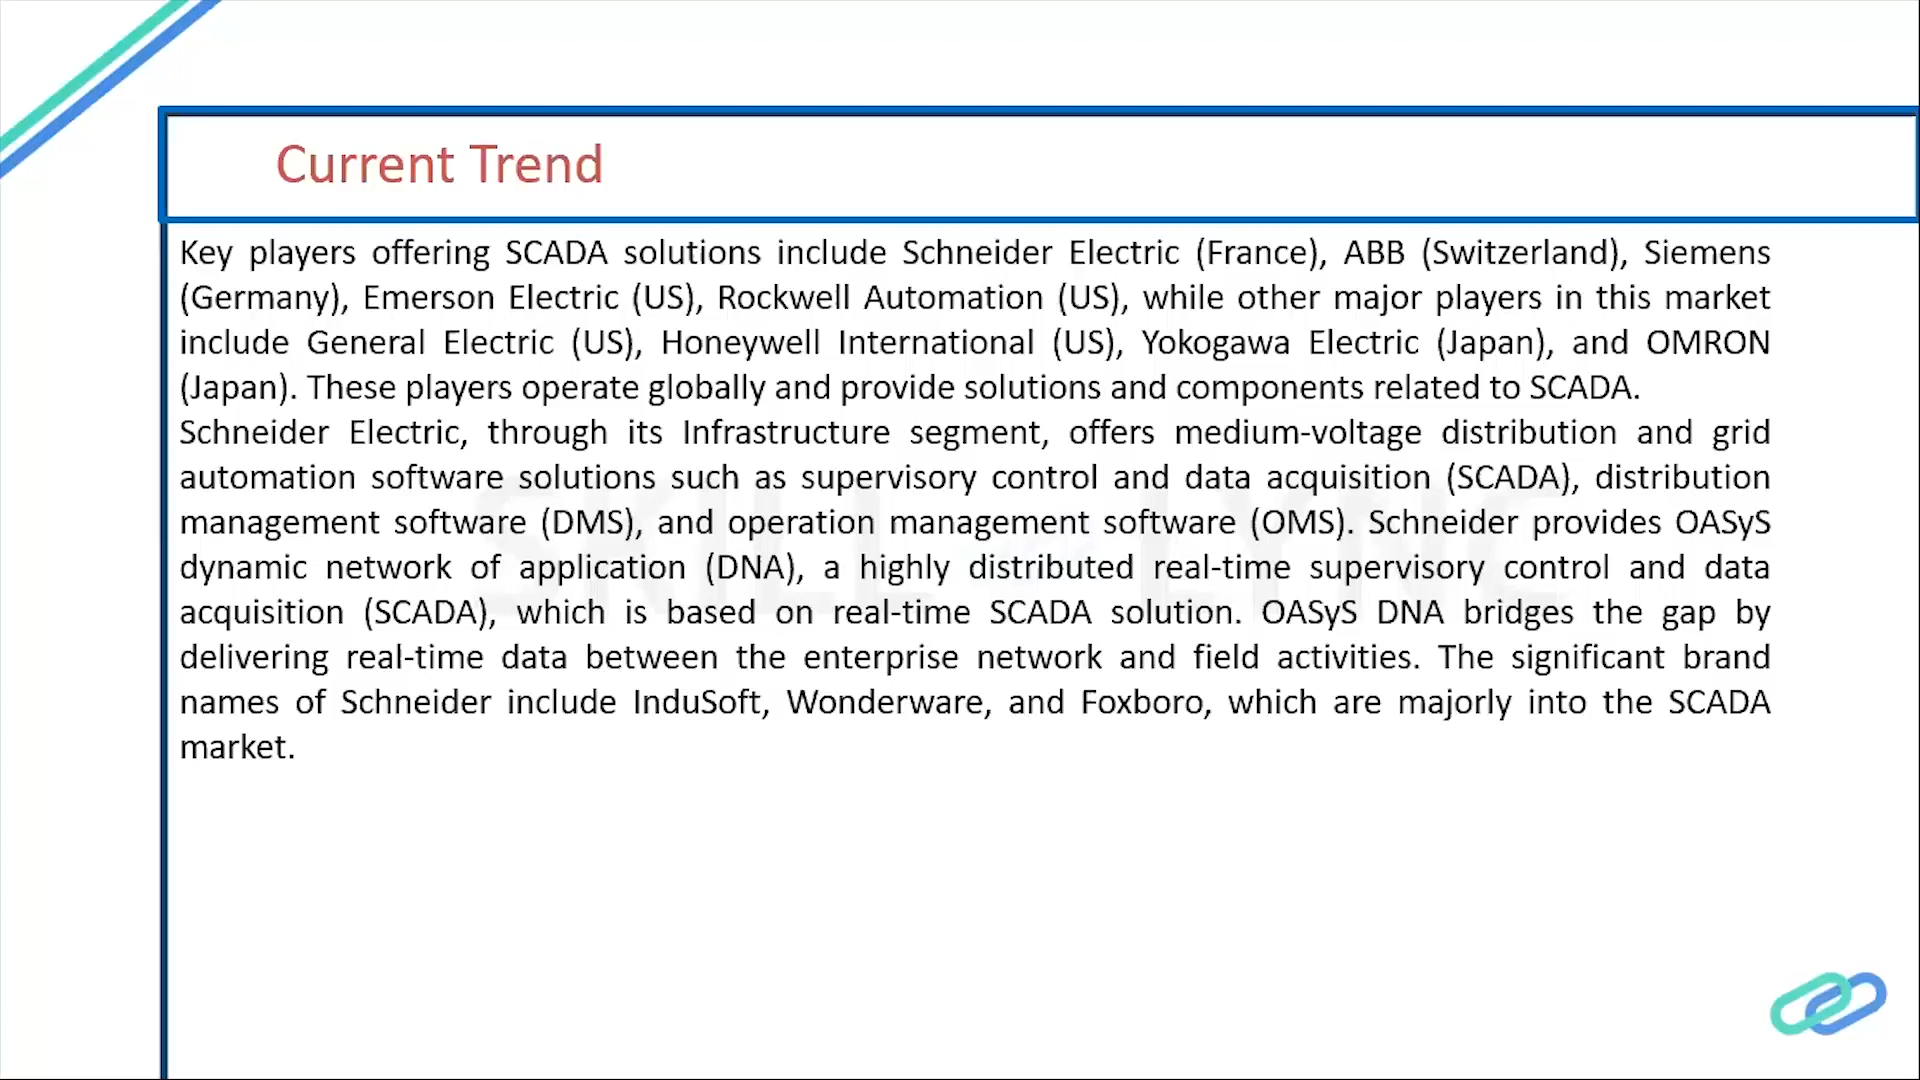 Current Trend
Key players offering SCADA solutions include Schneider Electric (France), ABB (Switzerland), Siemens
(Germany), Emerson Electric (US), Rockwell Automation (US), while other major players in this market
include General Electric (US), Honeywell International (US), Yokogawa Electric (Japan), and OMRON
(Japan). These players operate globally and provide solutions and components related to SCADA.
Schneider Electric, through its Infrastructure segment, offers medium-voltage distribution and grid
automation software solutions such as supervisory control and data acquisition (SCADA), distribution
management software (DMS), and operation management software (OMS). Schneider provides OASyS
dynamic network of application (DNA), a highly distributed real-time supervisory control and data
acquisition (SCADA), which is based on real-time SCADA solution. OASyS DNA bridges the gap by
delivering real-time data between the enterprise network and field activities. The significant brand
names of Schneider include InduSoft, Wonderware, and Foxboro, which are majorly into the SCADA
market.
SKILL LYNC